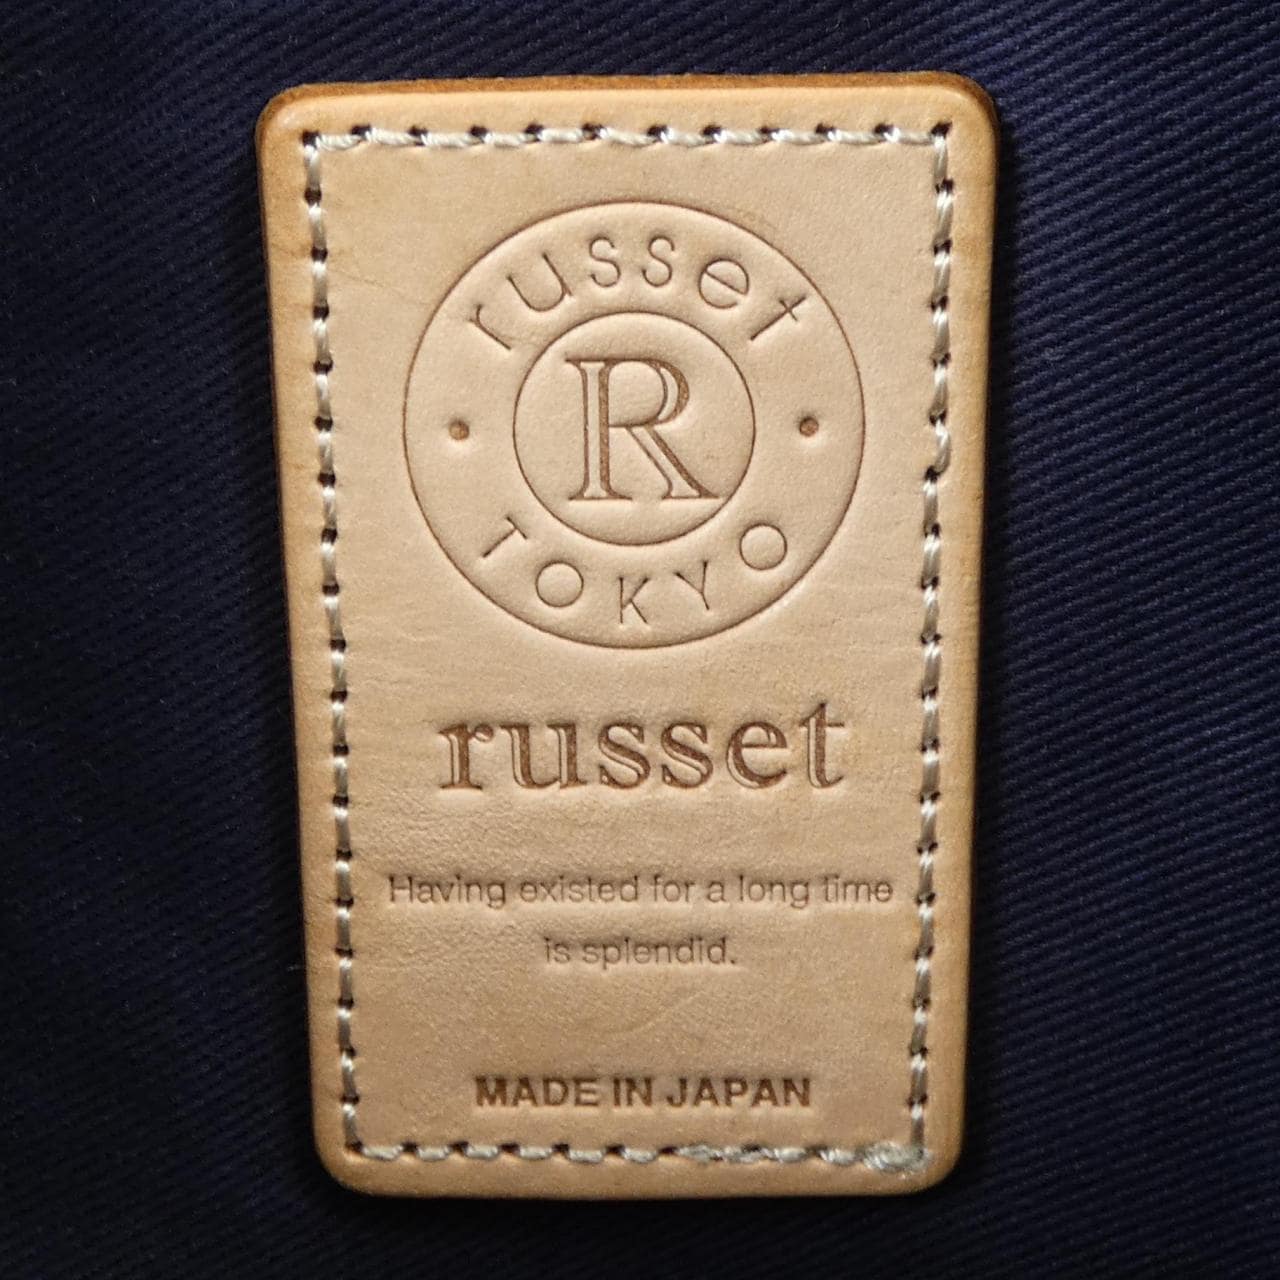 russet
R
TOKYO
russet
Having existed for a long time
is splendid.
MADE IN JAPAN